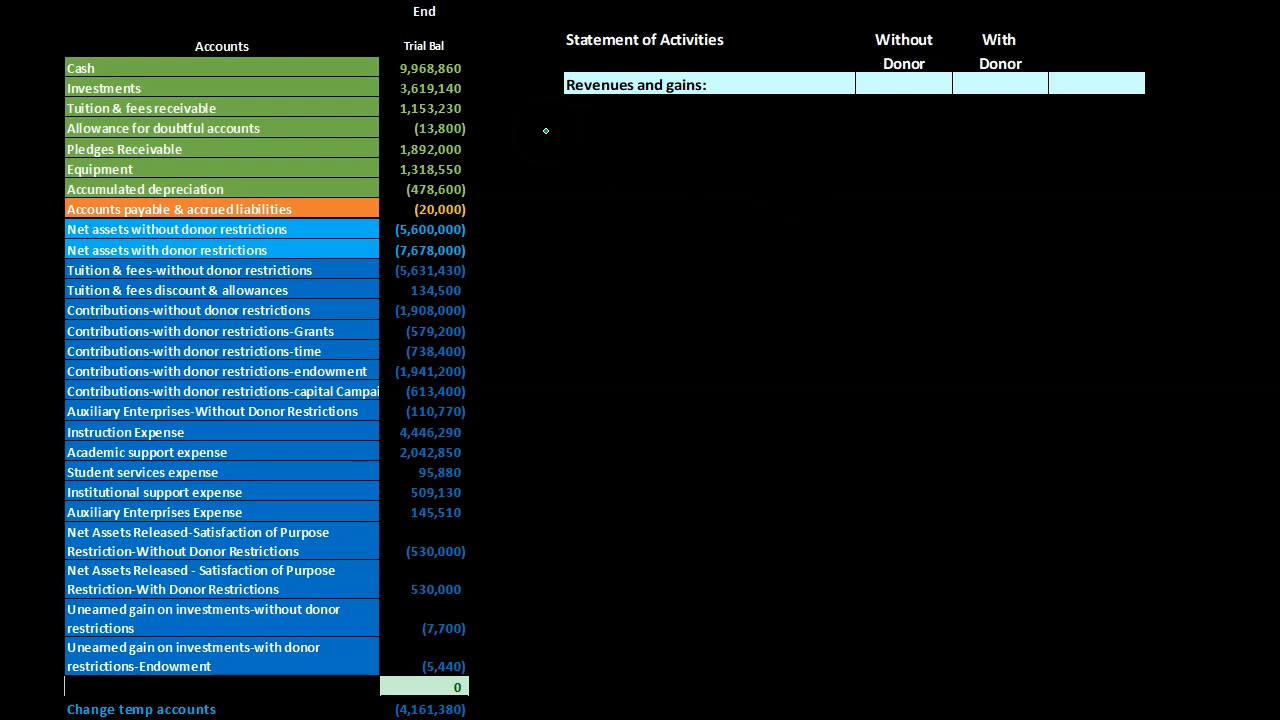 End
Accounts Trial Bal
Cash 9,968,860
Investments 3,619,140
Tuition & fees receivable 1,153,230
Allowance for doubtful accounts (13,800)
Pledges Receivable 1,892,000
Equipment 1,318,550
Accumulated depreciation (478,600)
Accounts payable & accrued liabilities (20,000)
Net assets without donor restrictions (5,600,000)
Net assets with donor restrictions (7,678,000)
Tuition & fees-without donor restrictions (5,631,430)
Tuition & fees discount & allowances 134,500
Contributions-without donor restrictions (1,908,000)
Contributions-with donor restrictions-Grants (579,200)
Contributions-with donor restrictions-time (738,400)
Contributions-with donor restrictions-endowment (1,941,200)
Contributions-with donor restrictions-capital Campai (613,400)
Auxiliary Enterprises-Without Donor Restrictions (110,770)
Instruction Expense 4,446,290
Academic support expense 2,042,850
Student services expense 95,880
Institutional support expense 509,130
Auxiliary Enterprises Expense 145,510
Net Assets Released-Satisfaction of Purpose
Restriction-Without Donor Restrictions (530,000)
Net Assets Released - Satisfaction of Purpose
Restriction-With Donor Restrictions 530,000
Unearned gain on investments-without donor
restrictions (7,700)
Unearned gain on investments-with donor
restrictions-Endowment (5,440)
0
Change temp accounts (4,161,380)
Statement of Activities Without With
Donor Donor
Revenues and gains: